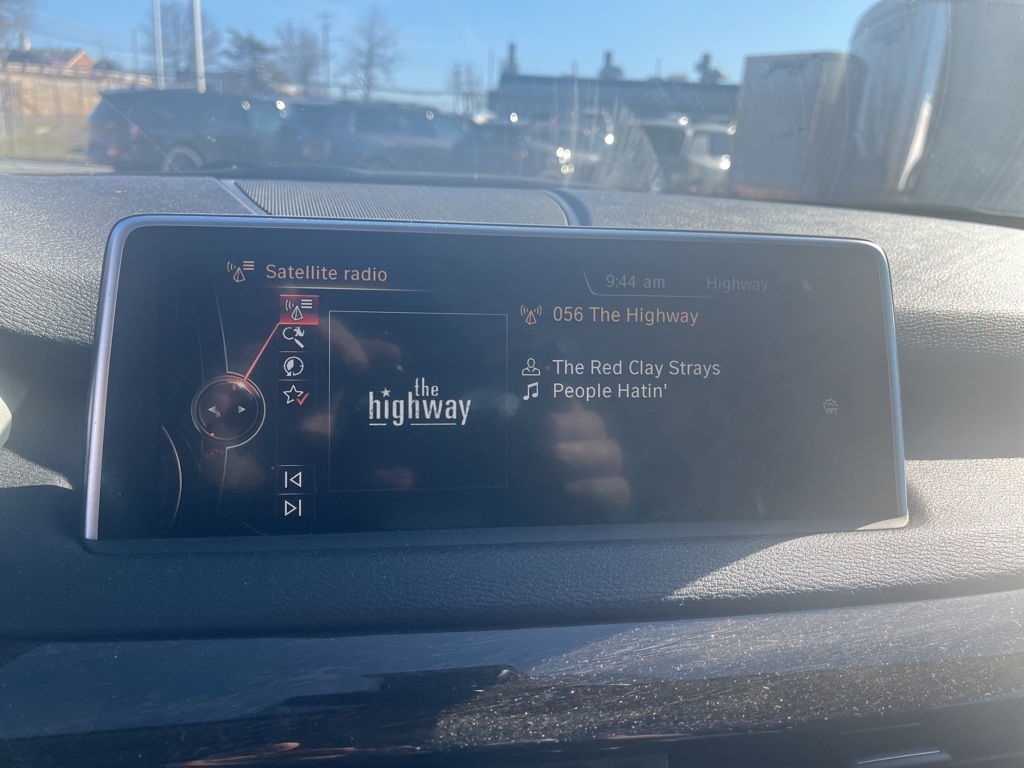 Satellite radio
9:44 am Highway
056 The Highway
The Red Clay Strays
People Hatin'
the
highway